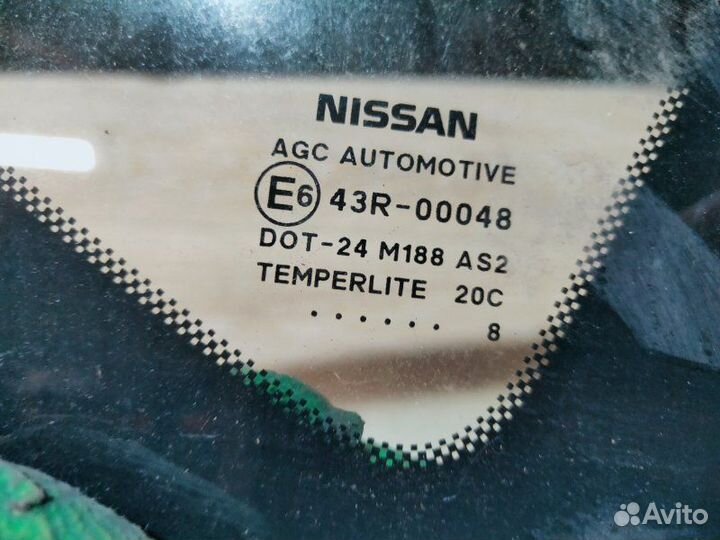 NISSAN
AGC AUTOMOTIVE
E6 43R-00048
DOT-24 M188 AS2
TEMPERLITE 20C
...... 8
Avito